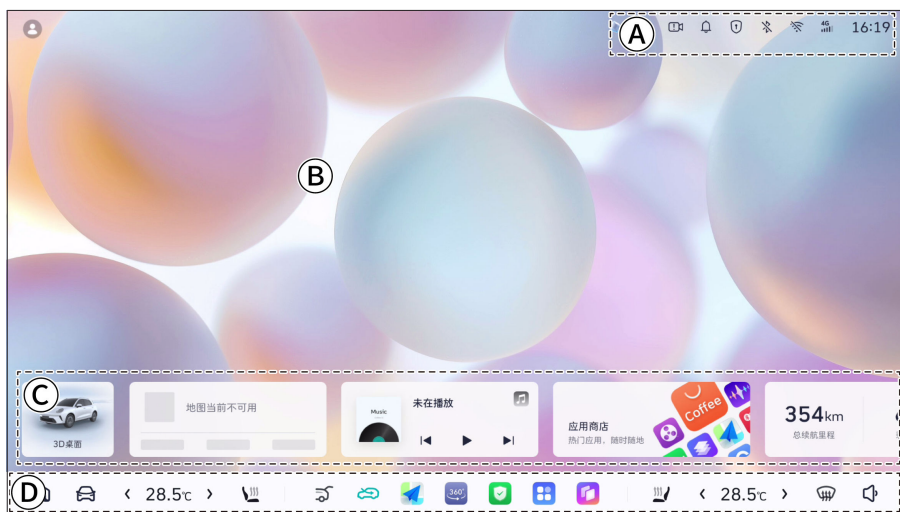 A
4G
16:19
B
C
3D桌面
地图当前不可用
Music
未在播放
应用商店
热门应用，随时随地
Coffee
354km
总续航里程
D
28.5℃
360°
28.5℃